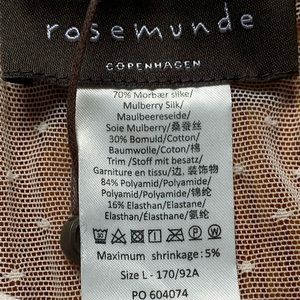 rosemunde
COPENHAGEN
70% Morbær silke/
Mulberry Silk/
Maulbeereseide/
Soie Mulberry/桑蚕丝
30% Bomuld/Cotton/
Baumwolle/Coton/棉
Trim /Stoff mit besatz/
Garniture en tissu/边, 装饰物
84% Polyamid/Polyamide/
Polyamid/Polyamide/锦纶
16% Elastan/Elastane/
Elasthan/Élasthane/氨纶
Maximum shrinkage: 5%
Size L - 170/92A
PO 604074